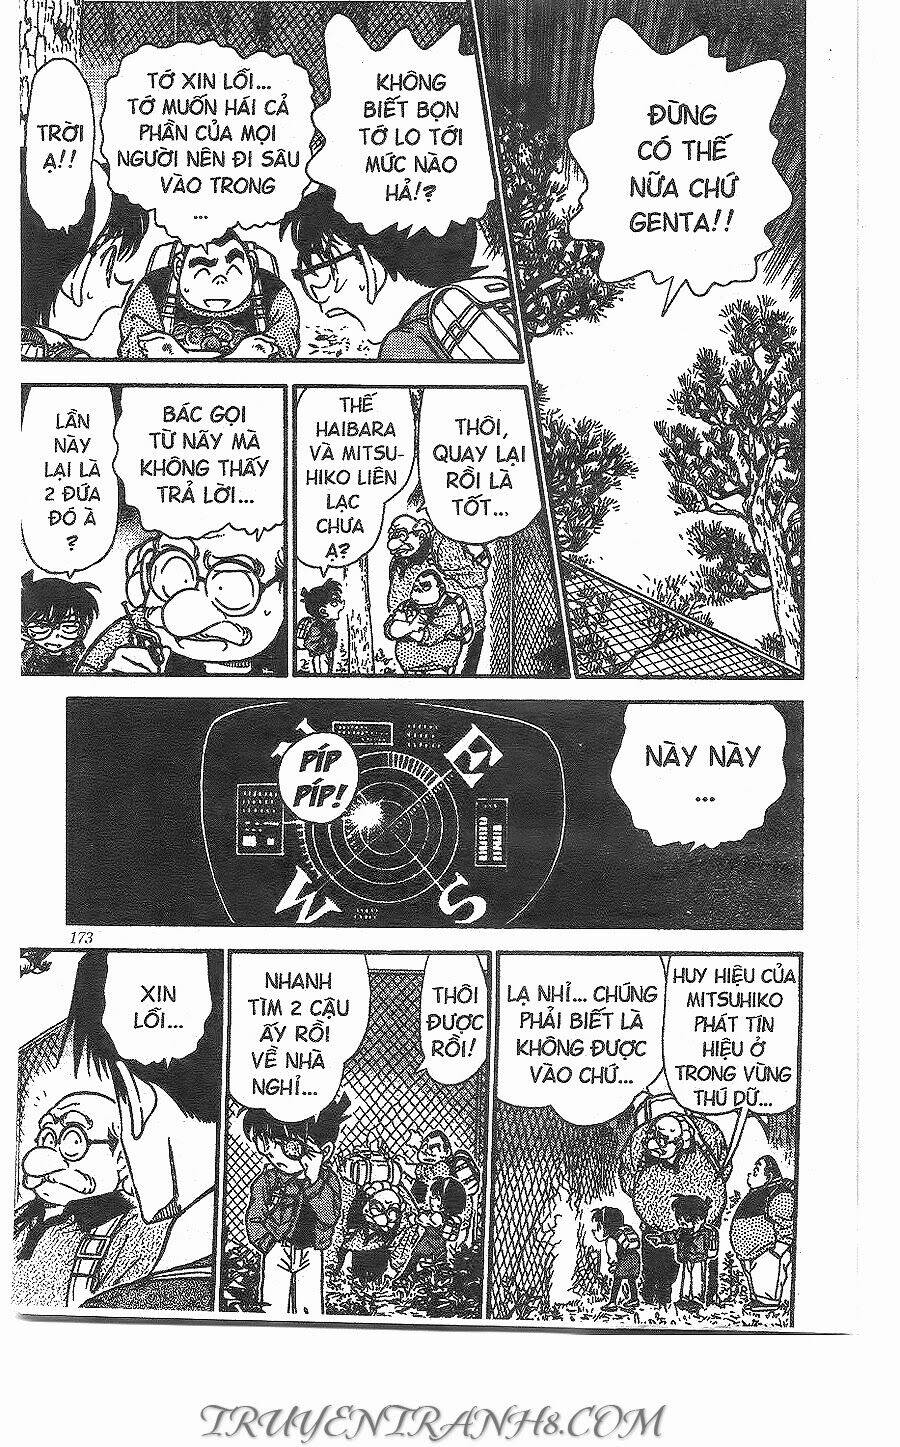 ĐỪNG
CÓ THỂ
NỮA CHỨ
GENTA!!
KHÔNG
BIẾT BỌN
TỚ LO TỚI
MỨC NÀO
HẢ!?
TỚ XIN LỖI...
TỚ MUỐN HÁI CẢ
PHẦN CỦA MỌI
NGƯỜI NÊN ĐI SÂU
VÀO TRONG
...
TRỜI
Ạ!!
THÔI,
QUAY LẠI
RỒI LÀ
TỐT...
THẾ
HAIBARA
VÀ MITSU-
HIKO LIÊN
LẠC
CHƯA
Ạ?
BÁC GỌI
TỪ NÃY MÀ
KHÔNG THẤY
TRẢ LỜI...
LẦN
NÀY
LẠI LÀ
2 ĐỨA
ĐÓ À
?
NÀY NÀY
...
PÍP
PÍP!
N
E
W
S
173
HUY HIỆU CỦA
MITSUHIKO
PHÁT TÍN
HIỆU Ở
TRONG VÙNG
THÚ DỮ...
LẠ NHỈ... CHÚNG
PHẢI BIẾT LÀ
KHÔNG ĐƯỢC
VÀO CHỨ...
THÔI
ĐƯỢC
RỒI!
NHANH
TÌM 2 CẬU
ẤY RỒI
VỀ NHÀ
NGHỈ...
XIN
LỖI...
TRUYENTRANH8.COM